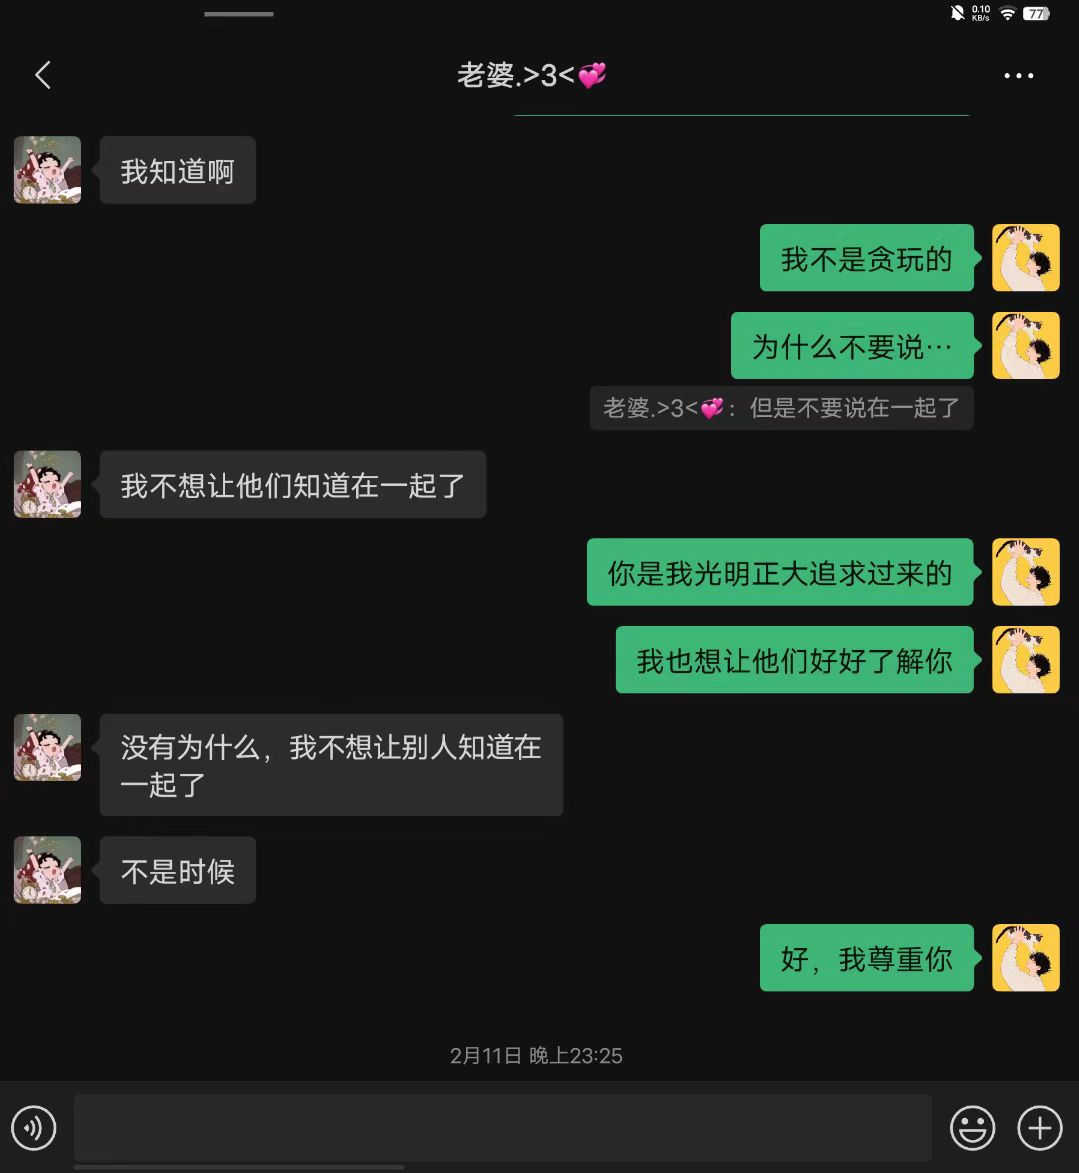 0.10
KB/s
77
老婆.>3<💞
我知道啊
我不是贪玩的
为什么不要说…
老婆.>3<💞：但是不要说在一起了
我不想让他们知道在一起了
你是我光明正大追求过来的
我也想让他们好好了解你
没有为什么，我不想让别人知道在
一起了
不是时候
好，我尊重你
2月11日 晚上23:25